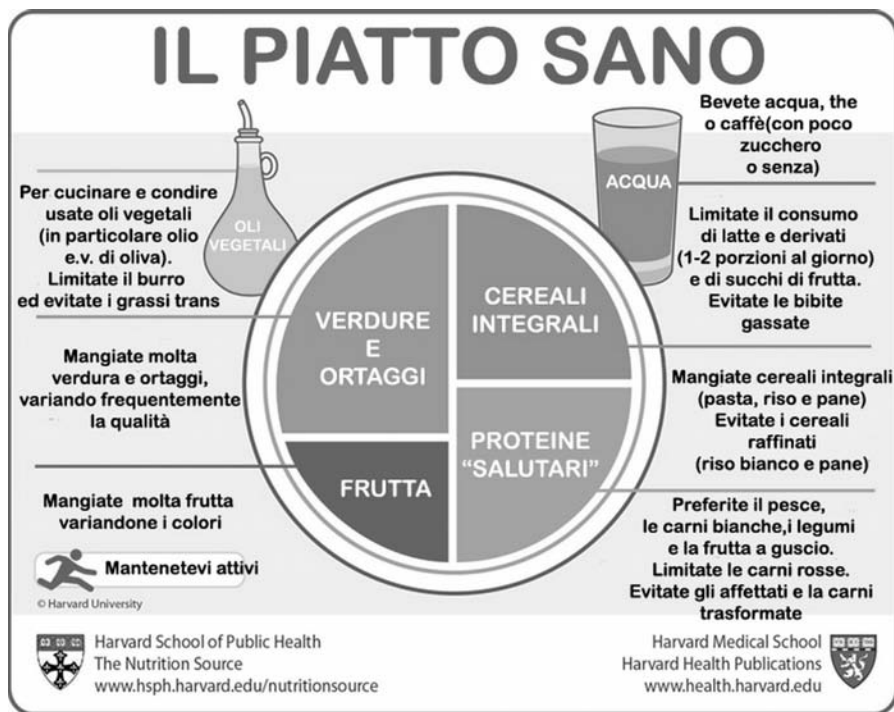 IL PIATTO SANO
Per cucinare e condire
usate oli vegetali
(in particolare olio
e.v. di oliva).
Limitate il burro
ed evitate i grassi trans
OLI
VEGETALI
ACQUA
Bevete acqua, the
o caffè(con poco
zucchero
o senza)
Limitate il consumo
di latte e derivati
(1-2 porzioni al giorno)
e di succhi di frutta.
Evitate le bibite
gassate
VERDURE
E
ORTAGGI
CEREALI
INTEGRALI
Mangiate molta
verdura e ortaggi,
variando frequentemente
la qualità
Mangiate cereali integrali
(pasta, riso e pane)
Evitate i cereali
raffinati
(riso bianco e pane)
FRUTTA
PROTEINE
“SALUTARI”
Mangiate molta frutta
variandone i colori
Preferite il pesce,
le carni bianche,i legumi
e la frutta a guscio.
Limitate le carni rosse.
Evitate gli affettati e la carni
trasformate
Mantenetevi attivi
© Harvard University
Harvard School of Public Health
The Nutrition Source
www.hsph.harvard.edu/nutritionsource
Harvard Medical School
Harvard Health Publications
www.health.harvard.edu